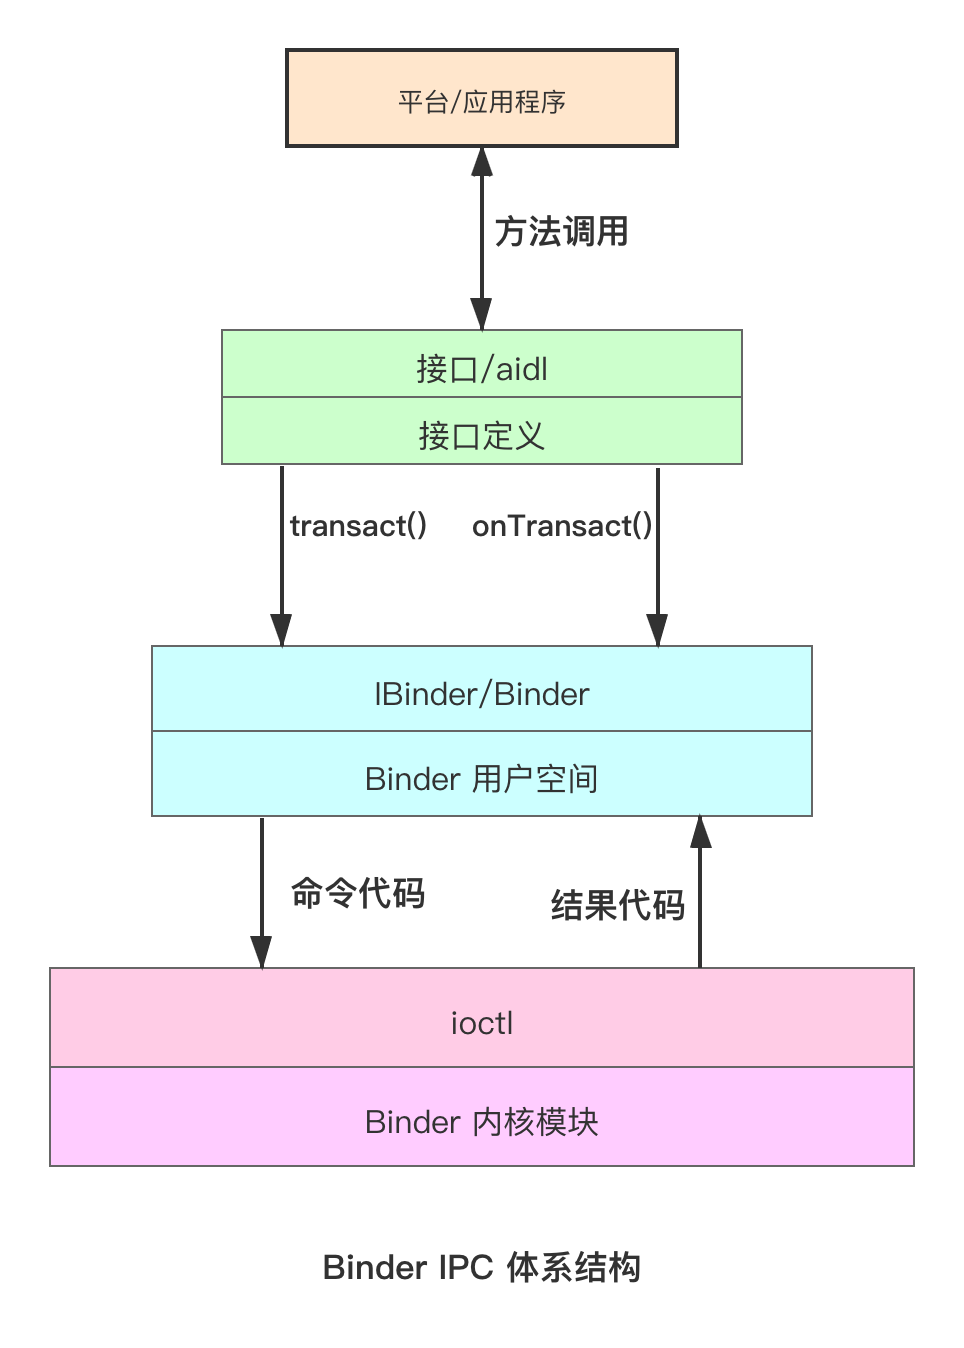 平台/应用程序
方法调用
接口/aidl
接口定义
transact()
onTransact()
IBinder/Binder
Binder 用户空间
命令代码
结果代码
ioctl
Binder 内核模块
Binder IPC 体系结构